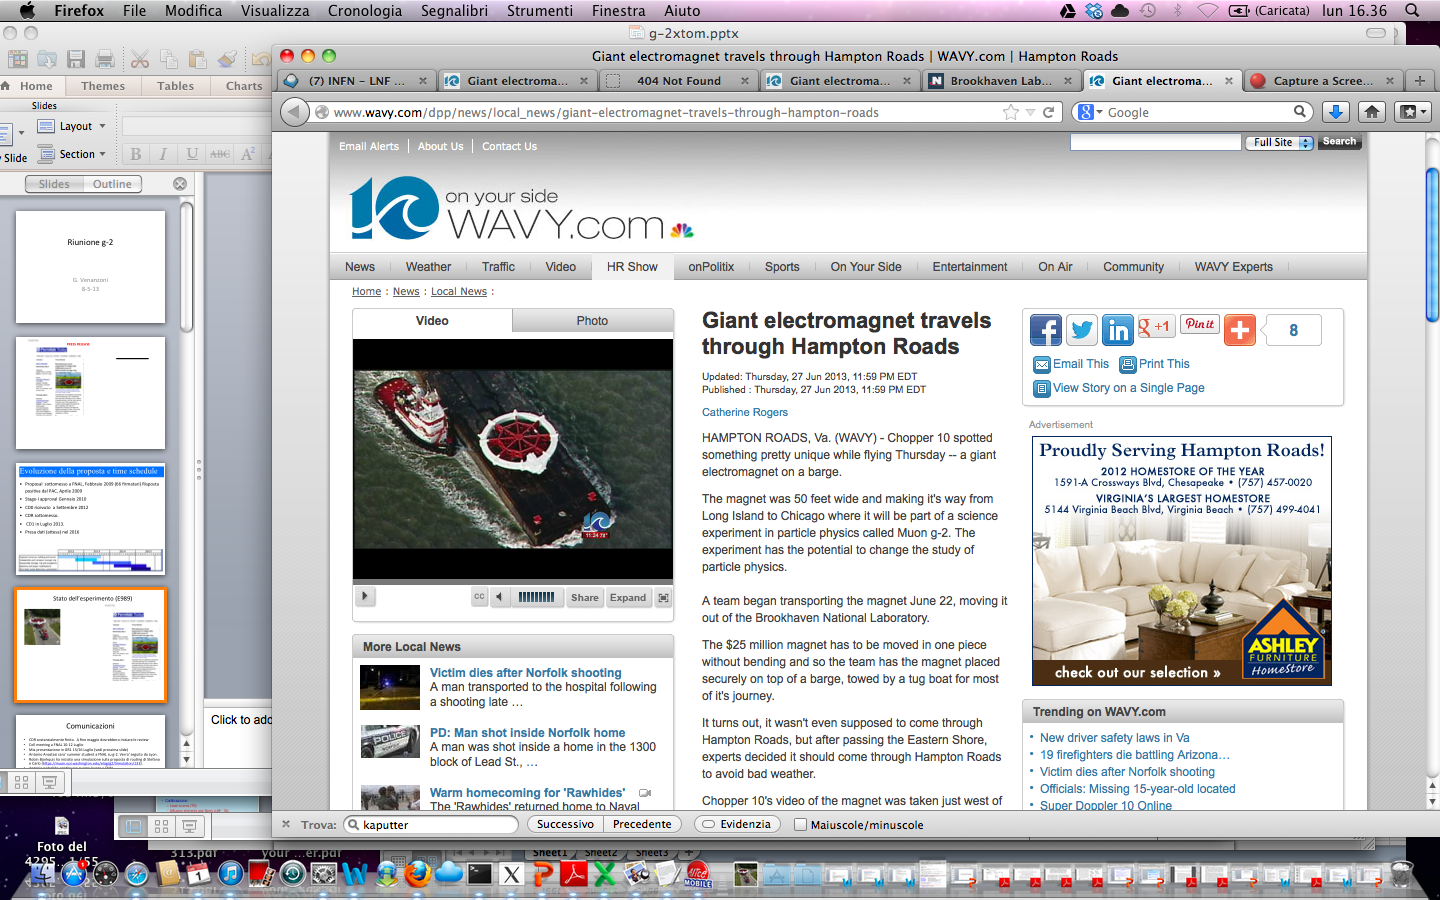 Firefox File Modifica Visualizza Cronologia Segnalibri Strumenti Finestra Aiuto (Caricata) lun 16.36
g-2xtom.pptx
Giant electromagnet travels through Hampton Roads | WAVY.com | Hampton Roads
(7) INFN – LNF ... Giant electroma... 404 Not Found Giant electroma... Brookhaven Lab... Giant electroma... Capture a Scree...
Home Themes Tables Charts
www.wavy.com/dpp/news/local_news/giant-electromagnet-travels-through-hampton-roads
Google
Slides
Layout
Slide
Section
B I U ABC A2 A
Slides Outline
Riunione g-2
G. Venanzoni
8-5-13
PRESS RELEASE
Evoluzione della proposta e time schedule
Stato dell'esperimento (E989)
Comunicazioni
Click to add
Email Alerts About Us Contact Us
Full Site Search
10 on your side
WAVY.com
News Weather Traffic Video HR Show onPolitix Sports On Your Side Entertainment On Air Community WAVY Experts
Home : News : Local News :
Video Photo
11:24 78°
CC Share Expand
More Local News
Victim dies after Norfolk shooting
A man transported to the hospital following
a shooting late ...
PD: Man shot inside Norfolk home
A man was shot inside a home in the 1300
block of Lead St., ...
Warm homecoming for 'Rawhides'
The 'Rawhides' returned home to Naval
Giant electromagnet travels
through Hampton Roads
Updated: Thursday, 27 Jun 2013, 11:59 PM EDT
Published : Thursday, 27 Jun 2013, 11:59 PM EDT
Catherine Rogers
HAMPTON ROADS, Va. (WAVY) - Chopper 10 spotted
something pretty unique while flying Thursday -- a giant
electromagnet on a barge.
The magnet was 50 feet wide and making it's way from
Long Island to Chicago where it will be part of a science
experiment in particle physics called Muon g-2. The
experiment has the potential to change the study of
particle physics.
A team began transporting the magnet June 22, moving it
out of the Brookhaven National Laboratory.
The $25 million magnet has to be moved in one piece
without bending and so the team has the magnet placed
securely on top of a barge, towed by a tug boat for most
of it's journey.
It turns out, it wasn't even supposed to come through
Hampton Roads, but after passing the Eastern Shore,
experts decided it should come through Hampton Roads
to avoid bad weather.
Chopper 10's video of the magnet was taken just west of
g +1 Pin it 8
Email This Print This
View Story on a Single Page
Advertisement
Proudly Serving Hampton Roads!
2012 HOMESTORE OF THE YEAR
1591-A Crossways Blvd, Chesapeake • (757) 457-0020
VIRGINIA'S LARGEST HOMESTORE
5144 Virginia Beach Blvd, Virginia Beach • (757) 499-4041
ASHLEY
FURNITURE
HomeStore
check out our selection »
Trending on WAVY.com
New driver safety laws in Va
19 firefighters die battling Arizona...
Victim dies after Norfolk shooting
Officials: Missing 15-year-old located
Super Doppler 10 Online
Trova: kaputter Successivo Precedente Evidenzia Maiuscole/minuscole
Foto del
313.pdf
Sheet1 Sheet2 Sheet3